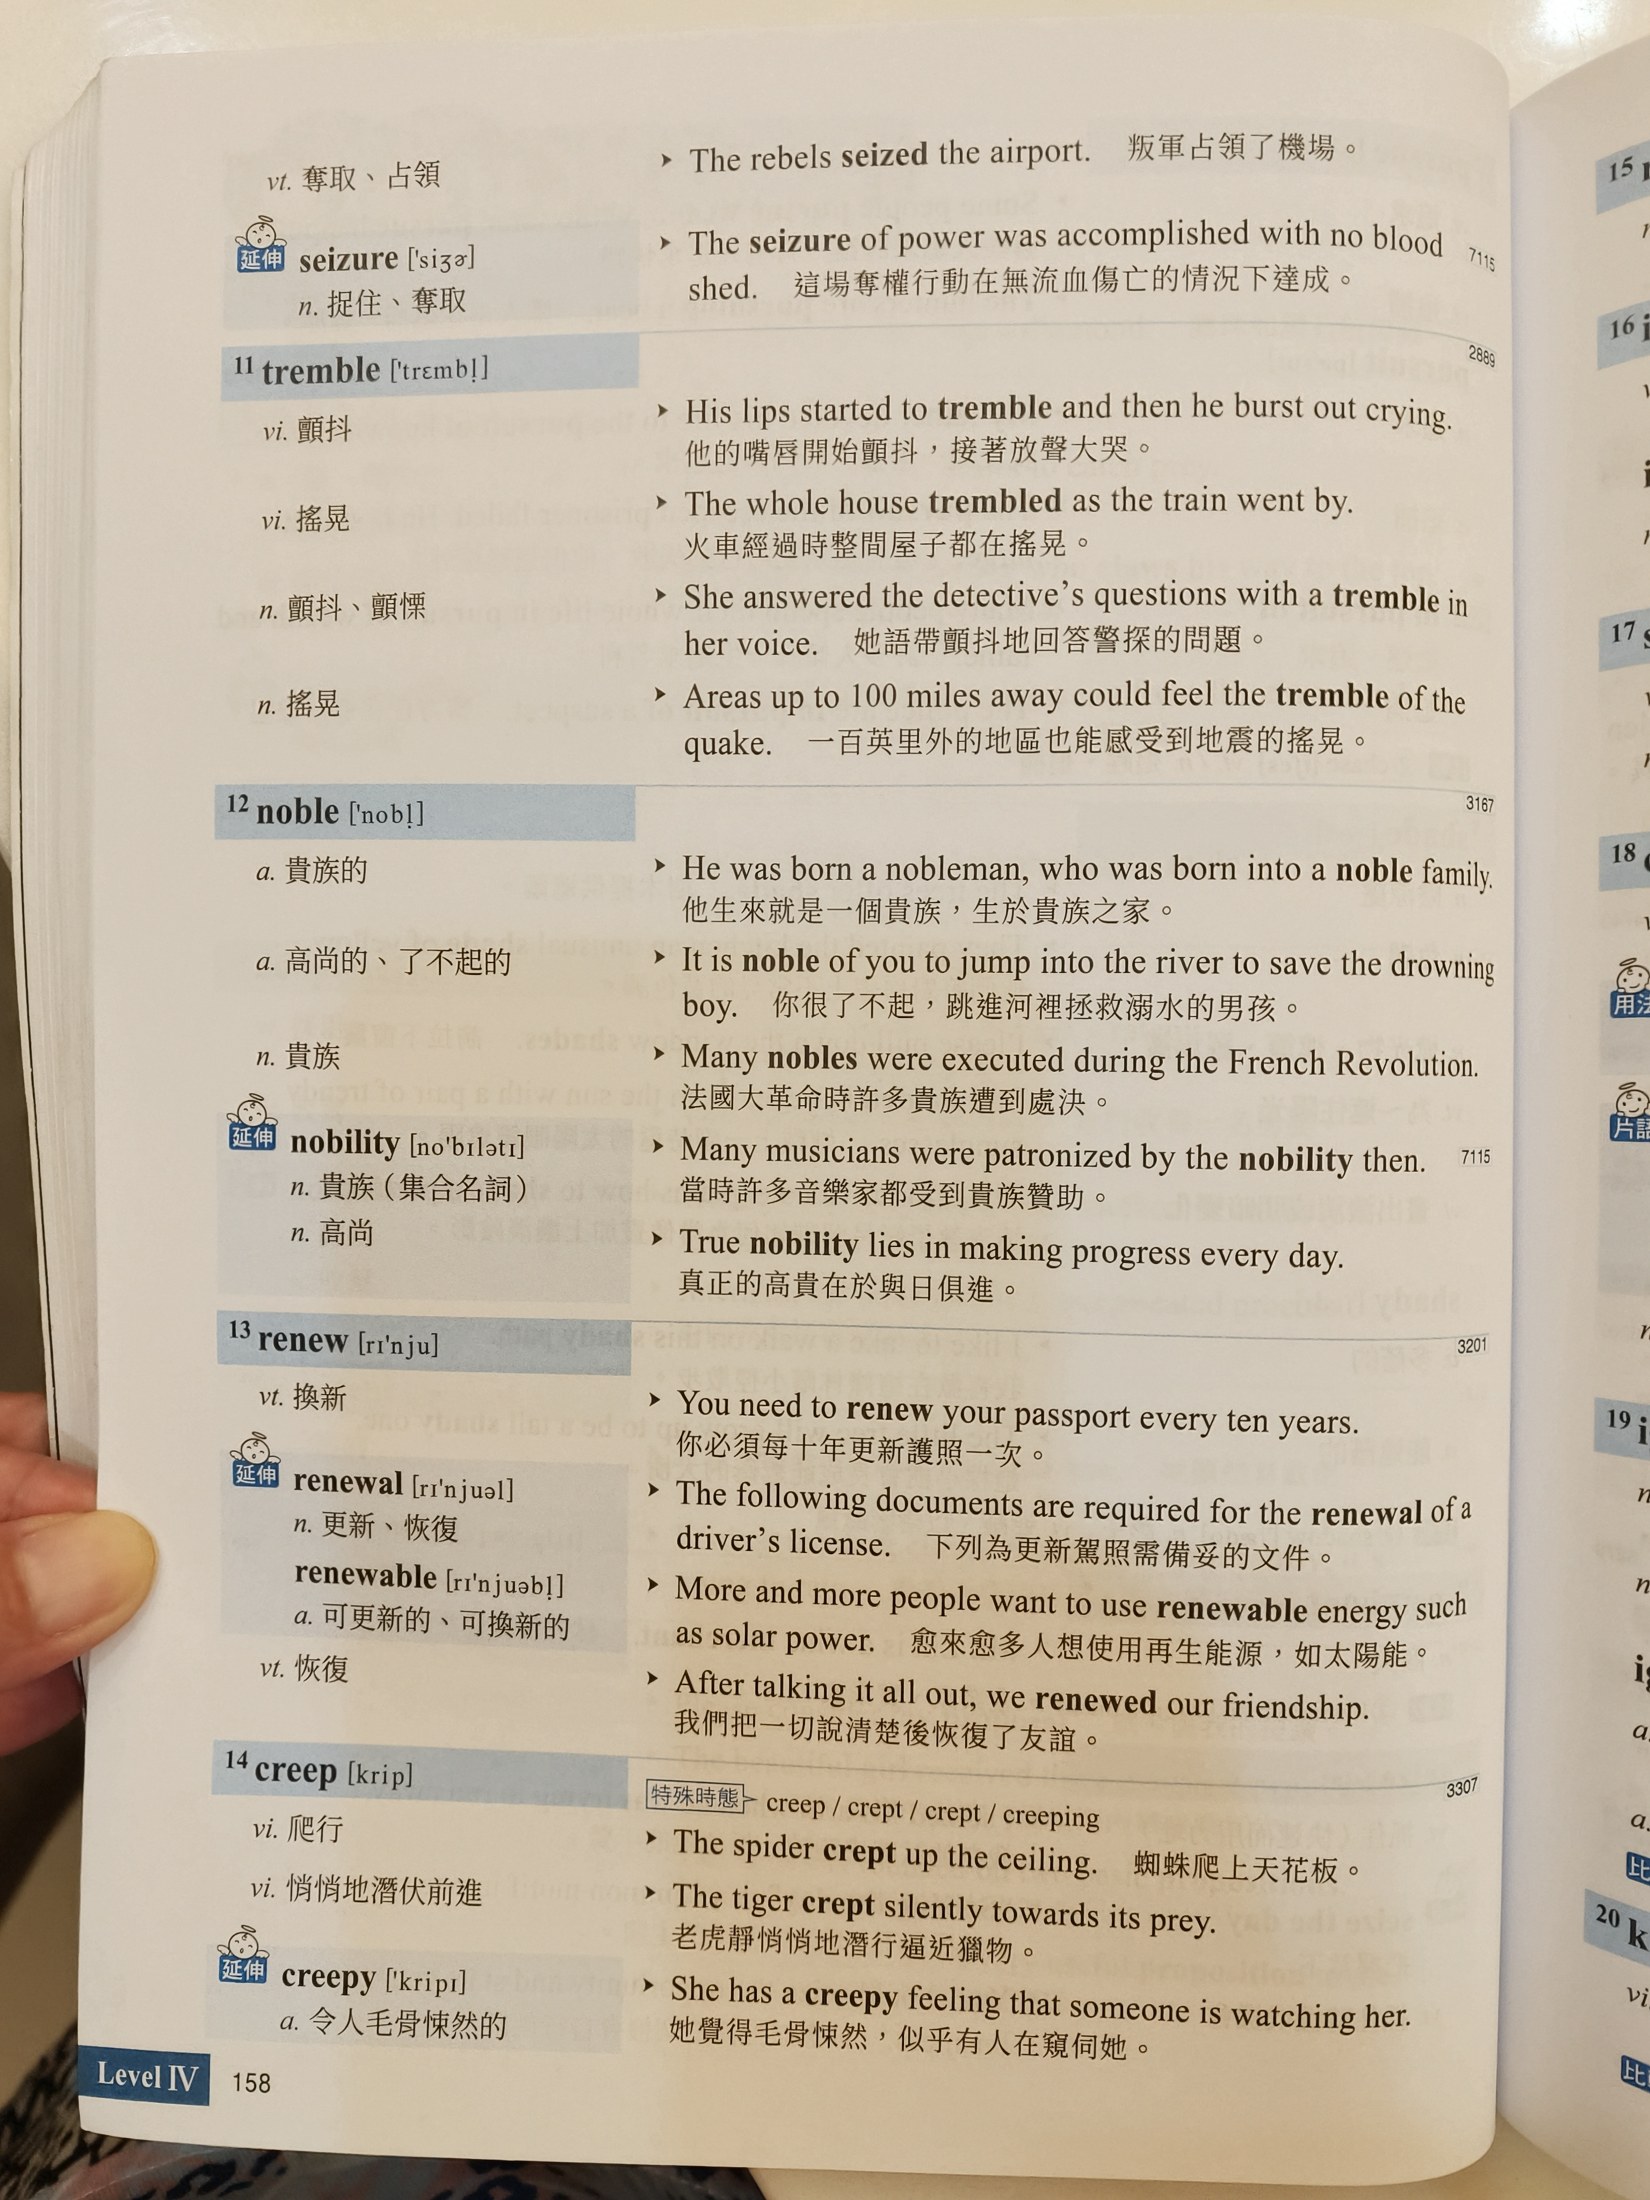 vt. 奪取、占領
➤ The rebels seized the airport. 叛軍占領了機場。
延伸 seizure [ˈsiʒɚ]
n. 捉住、奪取
➤ The seizure of power was accomplished with no blood 7115
shed. 這場奪權行動在無流血傷亡的情況下達成。
11 tremble [ˈtrɛmbl̩] 2889
vi. 顫抖
➤ His lips started to tremble and then he burst out crying.
他的嘴唇開始顫抖，接著放聲大哭。
vi. 搖晃
➤ The whole house trembled as the train went by.
火車經過時整間屋子都在搖晃。
n. 顫抖、顫慄
➤ She answered the detective's questions with a tremble in
her voice. 她語帶顫抖地回答警探的問題。
n. 搖晃
➤ Areas up to 100 miles away could feel the tremble of the
quake. 一百英里外的地區也能感受到地震的搖晃。
12 noble [ˈnobl̩] 3167
a. 貴族的
➤ He was born a nobleman, who was born into a noble family.
他生來就是一個貴族，生於貴族之家。
a. 高尚的、了不起的
➤ It is noble of you to jump into the river to save the drowning
boy. 你很了不起，跳進河裡拯救溺水的男孩。
n. 貴族
➤ Many nobles were executed during the French Revolution.
法國大革命時許多貴族遭到處決。
延伸 nobility [noˈbɪlətɪ]
n. 貴族（集合名詞）
➤ Many musicians were patronized by the nobility then. 7115
當時許多音樂家都受到貴族贊助。
n. 高尚
➤ True nobility lies in making progress every day.
真正的高貴在於與日俱進。
13 renew [rɪˈnju] 3201
vt. 換新
➤ You need to renew your passport every ten years.
你必須每十年更新護照一次。
延伸 renewal [rɪˈnjuəl]
n. 更新、恢復
➤ The following documents are required for the renewal of a
driver's license. 下列為更新駕照需備妥的文件。
renewable [rɪˈnjuəbl̩]
a. 可更新的、可換新的
➤ More and more people want to use renewable energy such
as solar power. 愈來愈多人想使用再生能源，如太陽能。
vt. 恢復
➤ After talking it all out, we renewed our friendship.
我們把一切說清楚後恢復了友誼。
14 creep [krip] 3307
特殊時態 creep / crept / crept / creeping
vi. 爬行
➤ The spider crept up the ceiling. 蜘蛛爬上天花板。
vi. 悄悄地潛伏前進
➤ The tiger crept silently towards its prey.
老虎靜悄悄地潛行逼近獵物。
延伸 creepy [ˈkripɪ]
a. 令人毛骨悚然的
➤ She has a creepy feeling that someone is watching her.
她覺得毛骨悚然，似乎有人在窺伺她。
Level IV 158
15
16
17
18
用法
片語
19
20